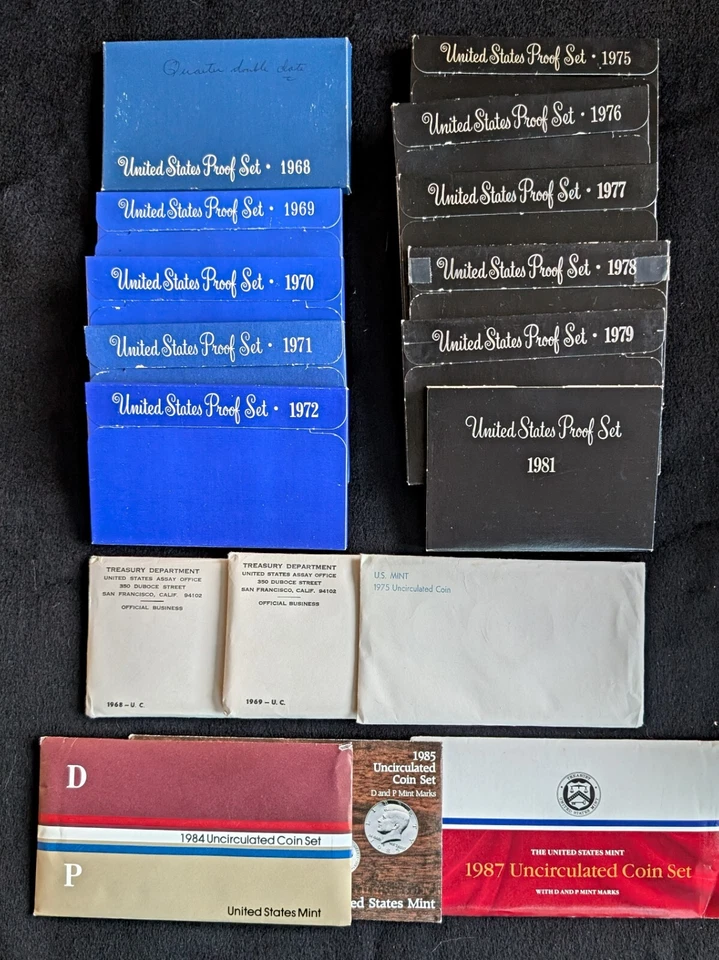 Quarter double date
United States Proof Set • 1968
United States Proof Set • 1969
United States Proof Set • 1970
United States Proof Set • 1971
United States Proof Set • 1972
United States Proof Set • 1975
United States Proof Set • 1976
United States Proof Set • 1977
United States Proof Set • 1978
United States Proof Set • 1979
United States Proof Set
1981
TREASURY DEPARTMENT
UNITED STATES ASSAY OFFICE
350 DUBOCE STREET
SAN FRANCISCO, CALIF. 94102
OFFICIAL BUSINESS
1968 – U. C.
TREASURY DEPARTMENT
UNITED STATES ASSAY OFFICE
350 DUBOCE STREET
SAN FRANCISCO, CALIF. 94102
OFFICIAL BUSINESS
1969 – U. C.
U.S. MINT
1975 Uncirculated Coin
D
1984 Uncirculated Coin Set
P
United States Mint
1985
Uncirculated
Coin Set
D and P Mint Marks
ed States Mint
THE UNITED STATES MINT
1987 Uncirculated Coin Set
WITH D AND P MINT MARKS